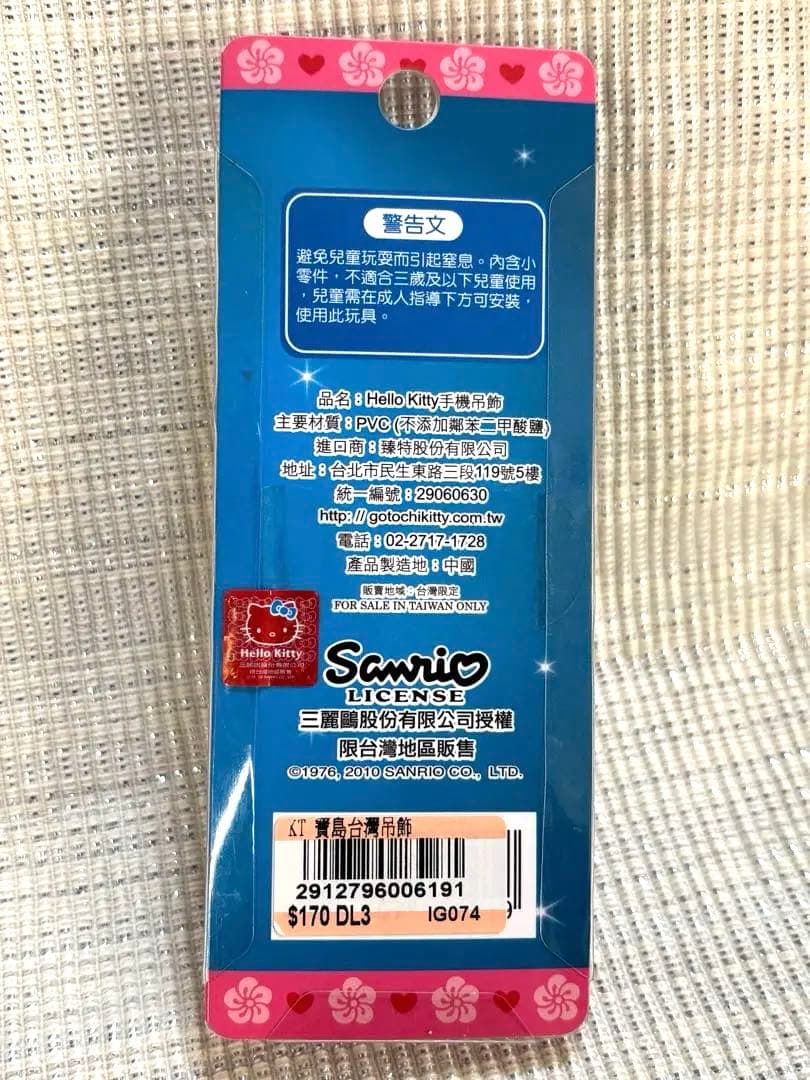 警告文
避免兒童玩耍而引起窒息。內含小
零件，不適合三歲及以下兒童使用
，兒童需在成人指導下方可安裝，
使用此玩具。
品名：Hello Kitty手機吊飾
主要材質：PVC (不添加鄰苯二甲酸鹽)
進口商：臻特股份有限公司
地址：台北市民生東路三段119號5樓
統一編號：29060630
http: // gotochikitty.com.tw
電話：02-2717-1728
產品製造地：中國
販賣地域：台灣限定
FOR SALE IN TAIWAN ONLY
Hello Kitty
Sanrio
LICENSE
三麗鷗股份有限公司授權
限台灣地區販售
©1976, 2010 SANRIO CO., LTD.
KT 寶島台灣吊飾
2912796006191
$170 DL3 IG074